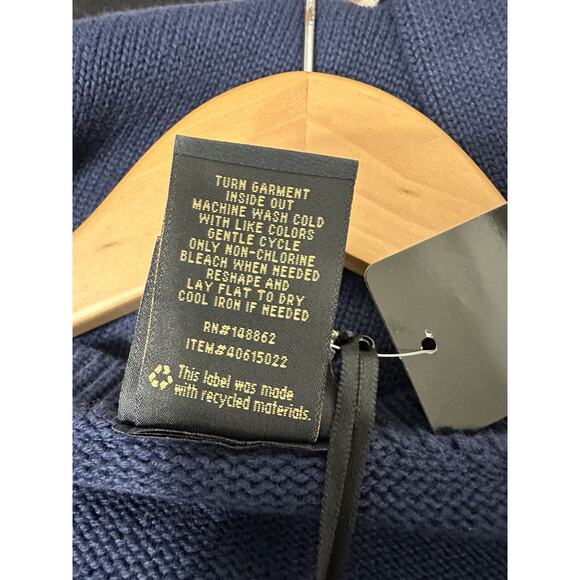 TURN GARMENT
INSIDE OUT
MACHINE WASH COLD
WITH LIKE COLORS
GENTLE CYCLE
ONLY NON-CHLORINE
BLEACH WHEN NEEDED
RESHAPE AND
LAY FLAT TO DRY
COOL IRON IF NEEDED
RN#148862
ITEM#40615022
This label was made
with recycled materials.